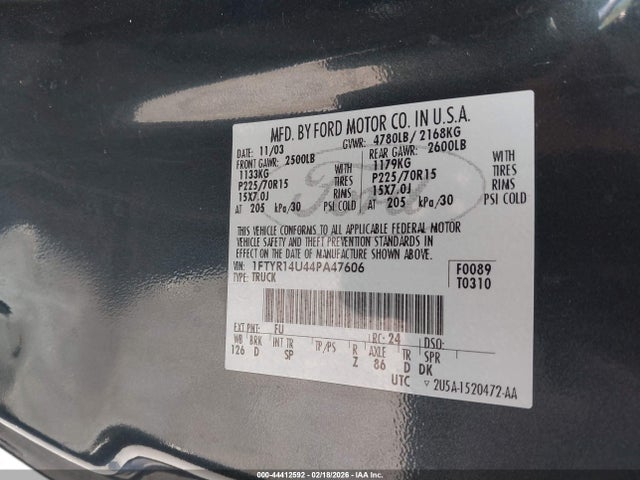 MFD. BY FORD MOTOR CO. IN U.S.A.
DATE: 11/03 GVWR: 4780LB/ 2168KG
FRONT GAWR: 2500LB REAR GAWR: 2600LB
1133KG WITH 1179KG WITH
P225/70R15 TIRES P225/70R15 TIRES
15X7.0J RIMS 15X7.0J RIMS
AT 205 kPa/30 PSI COLD AT 205 kPa/30 PSI COLD
Ford
THIS VEHICLE CONFORMS TO ALL APPLICABLE FEDERAL MOTOR
VEHICLE SAFETY AND THEFT PREVENTION STANDARDS IN
EFFECT ON THE DATE OF MANUFACTURE SHOWN ABOVE.
VIN: 1FTYR14U44PA47606 F0089
TYPE: TRUCK T0310
EXT PNT: FU RC: 24 DSO:
WB BRK INT TR TP/PS R AXLE TR SPR
126 D SP Z 86 D DK
UTC ▽ 2U5A-1520472-AA
000-44412592 - 02/18/2026 - IAA Inc.